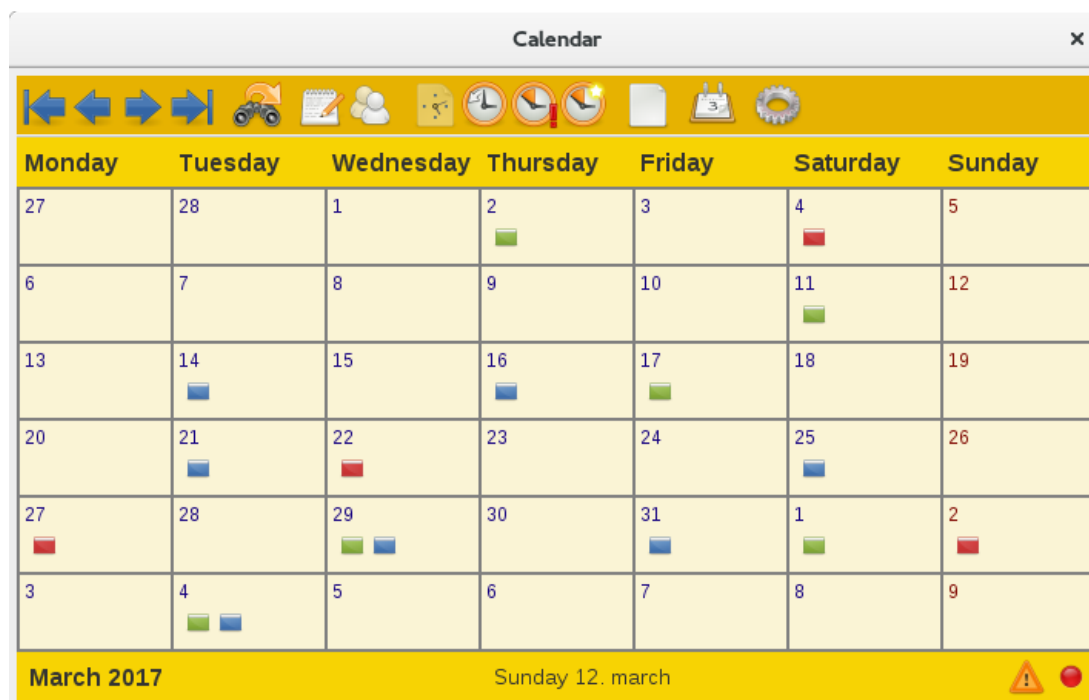 Calendar
Monday Tuesday Wednesday Thursday Friday Saturday Sunday
27 28 1 2 3 4 5
6 7 8 9 10 11 12
13 14 15 16 17 18 19
20 21 22 23 24 25 26
27 28 29 30 31 1 2
3 4 5 6 7 8 9
March 2017 Sunday 12. march